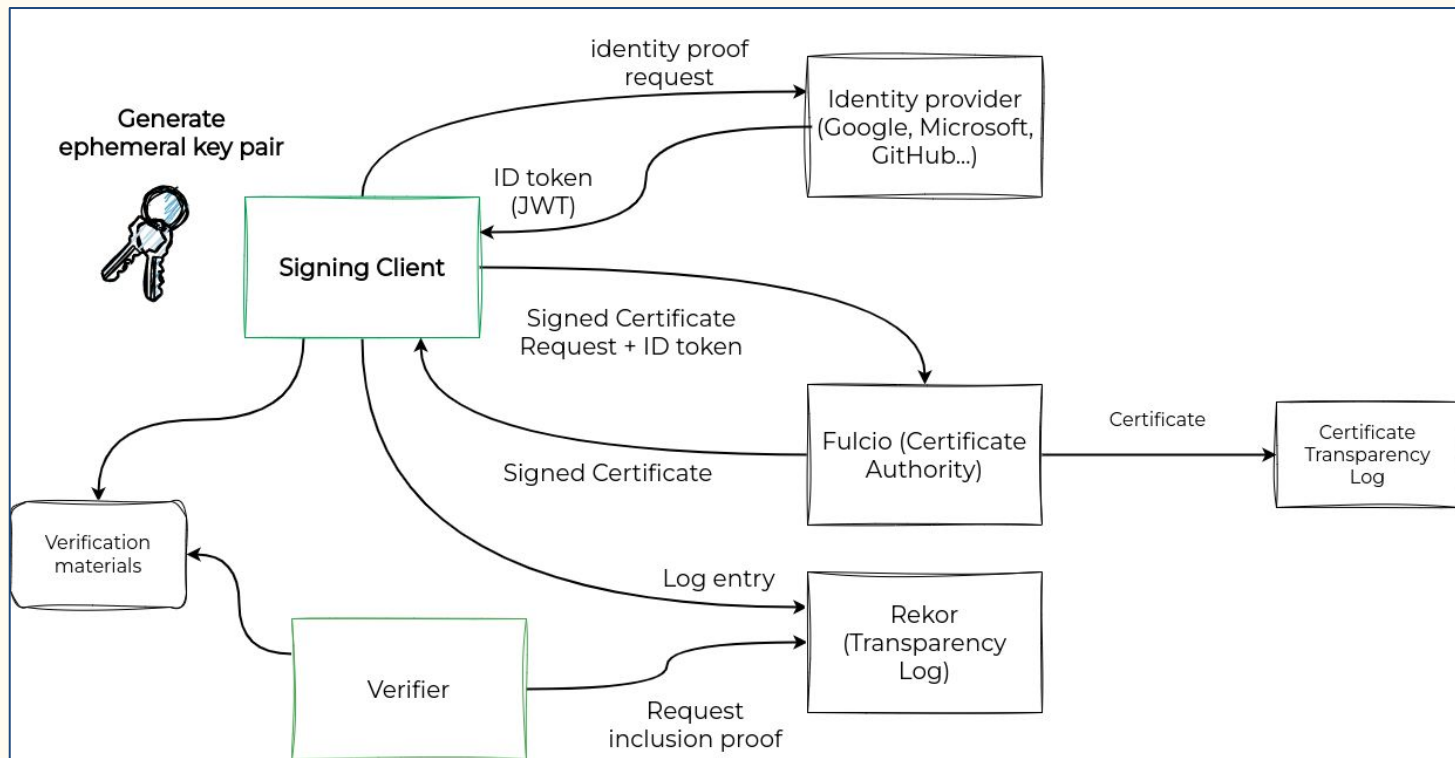 identity proof
request
Identity provider
(Google, Microsoft,
GitHub...)
Generate
ephemeral key pair
ID token
(JWT)
Signing Client
Signed Certificate
Request + ID token
Fulcio (Certificate
Authority)
Certificate
Certificate
Transparency
Log
Signed Certificate
Verification
materials
Log entry
Rekor
(Transparency
Log)
Verifier
Request
inclusion proof